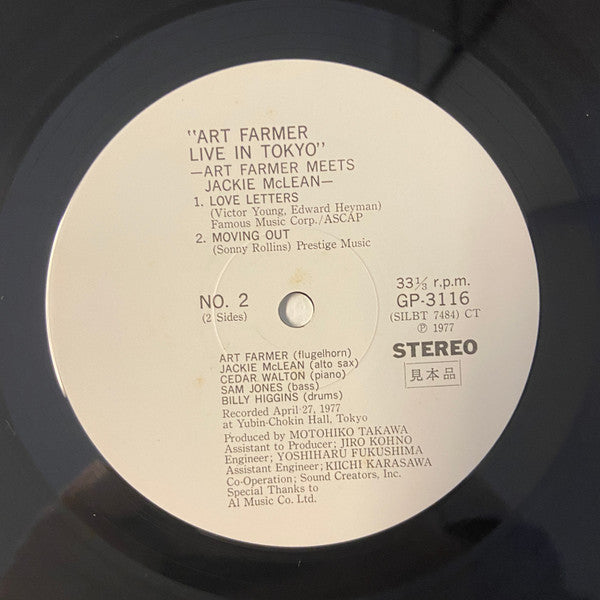 "ART FARMER
LIVE IN TOKYO"
—ART FARMER MEETS
JACKIE McLEAN—
1. LOVE LETTERS
(Victor Young, Edward Heyman)
Famous Music Corp./ASCAP
2. MOVING OUT
(Sonny Rollins) Prestige Music
NO. 2
(2 Sides)
33⅓ r.p.m.
GP-3116
(SILBT 7484) CT
Ⓟ 1977
STEREO
見本品
ART FARMER (flugelhorn)
JACKIE McLEAN (alto sax)
CEDAR WALTON (piano)
SAM JONES (bass)
BILLY HIGGINS (drums)
Recorded April 27, 1977
at Yubin-Chokin Hall, Tokyo
Produced by MOTOHIKO TAKAWA
Assistant to Producer; JIRO KOHNO
Engineer; YOSHIHARU FUKUSHIMA
Assistant Engineer; KIICHI KARASAWA
Co-Operation; Sound Creators, Inc.
Special Thanks to
Al Music Co. Ltd.